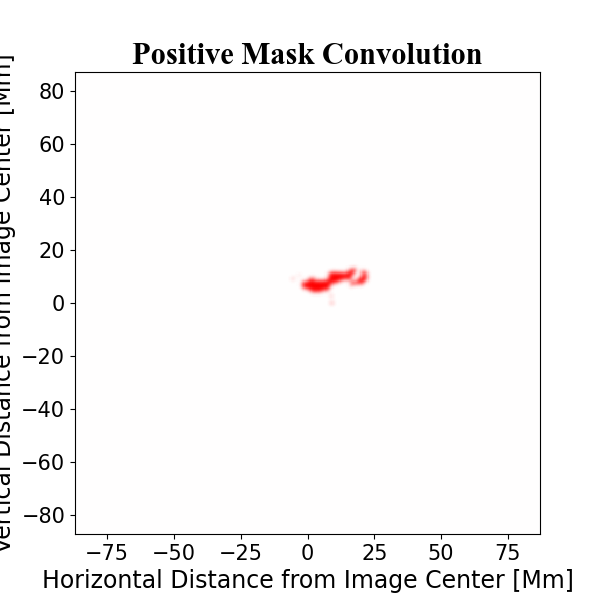 Positive Mask Convolution
Vertical Distance from Image Center [Mm]
80
60
40
20
0
−20
−40
−60
−80
−75 −50 −25 0 25 50 75
Horizontal Distance from Image Center [Mm]